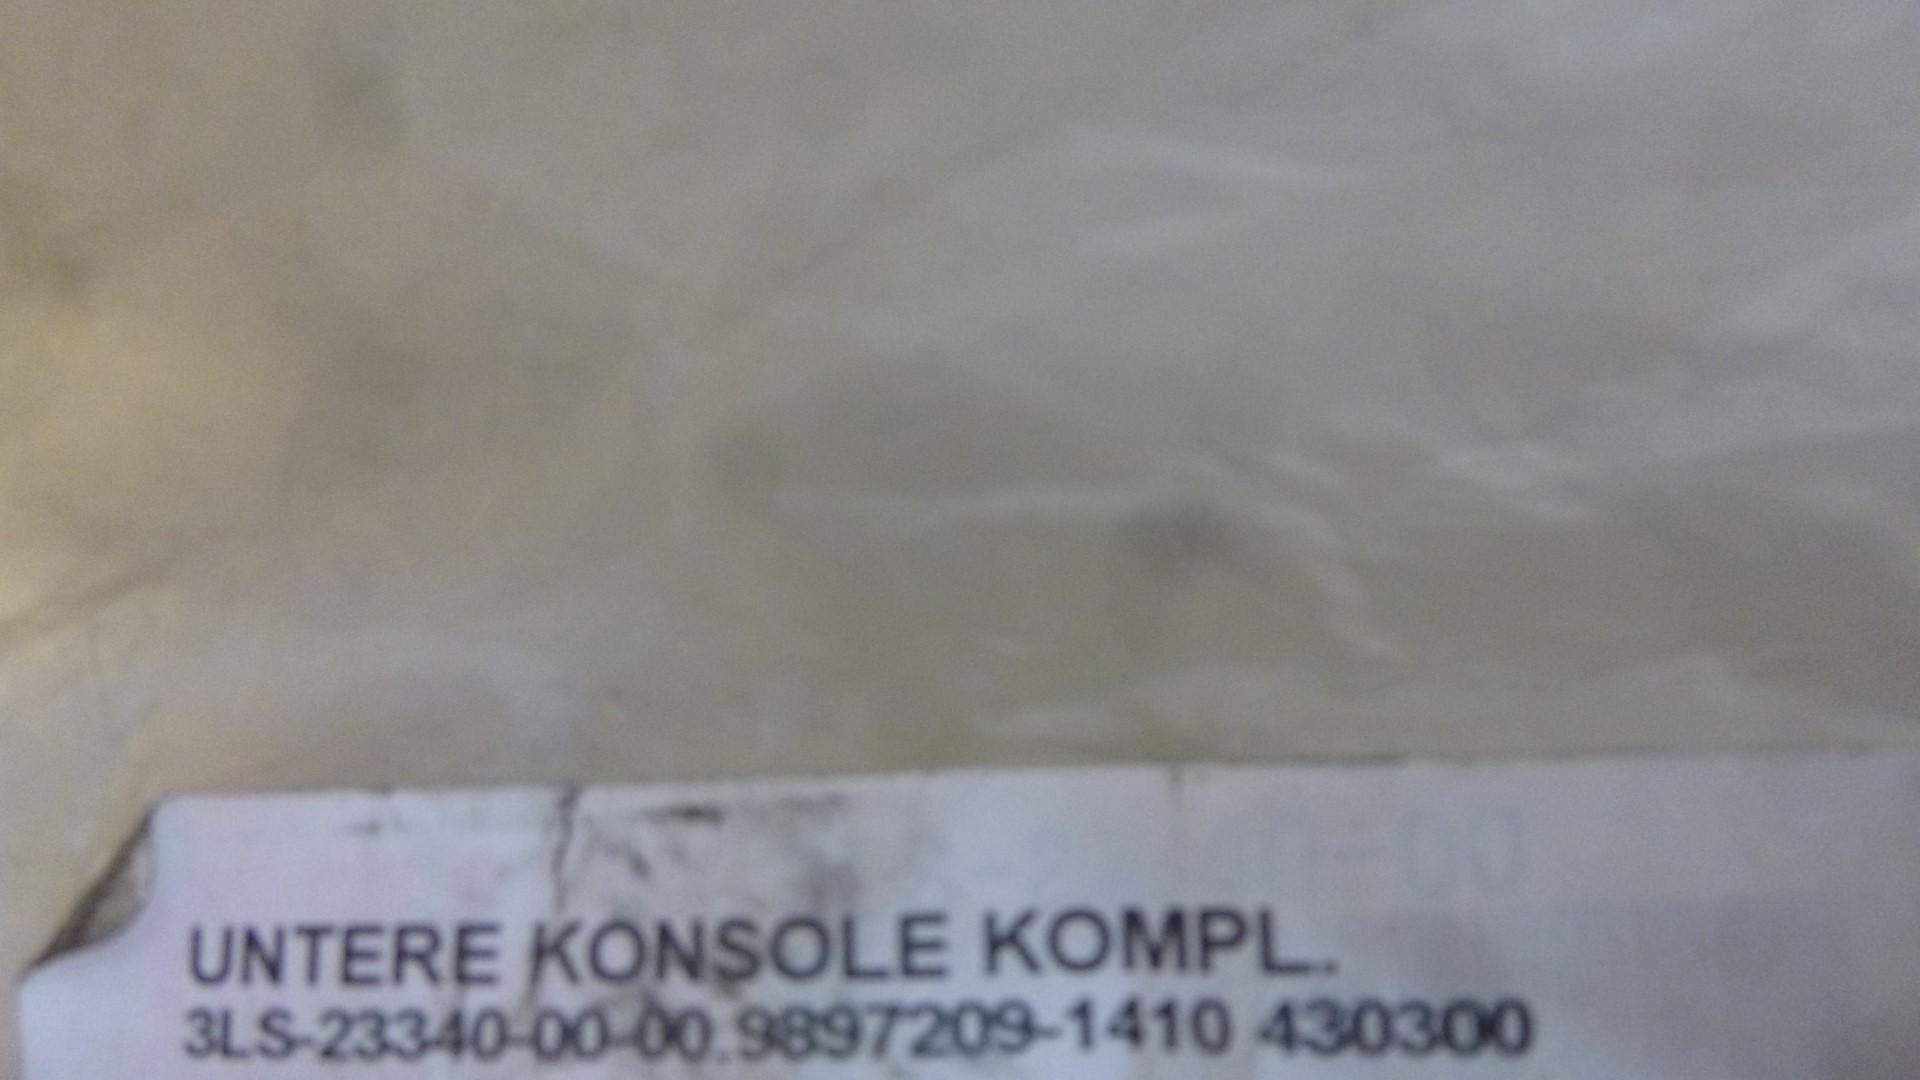 UNTERE KONSOLE KOMPL.
3LS-23340-00-00.9897209-1410 430300